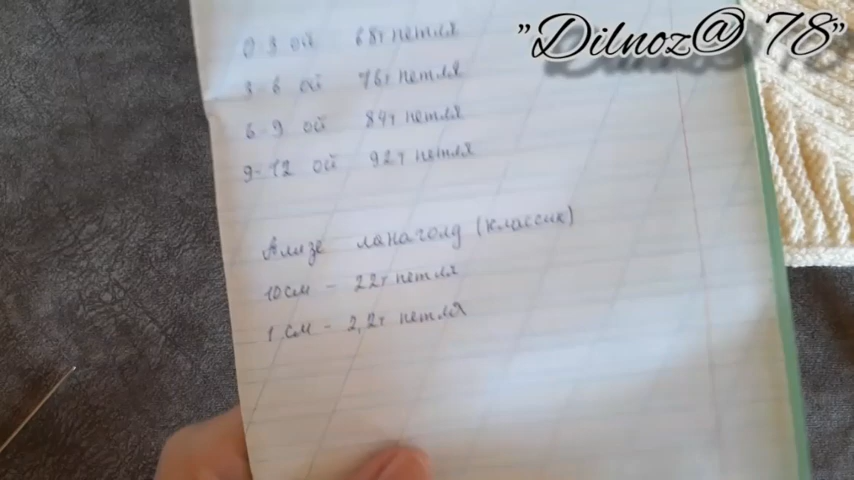 "Dilnoz@ 78"
0-3 ой 68т петля
3-6 ой 76т петля
6-9 ой 84т петля
9-12 ой 92т петля
Ализе ланаголд (классик)
10см - 22т петля
1 см - 2,2т петля